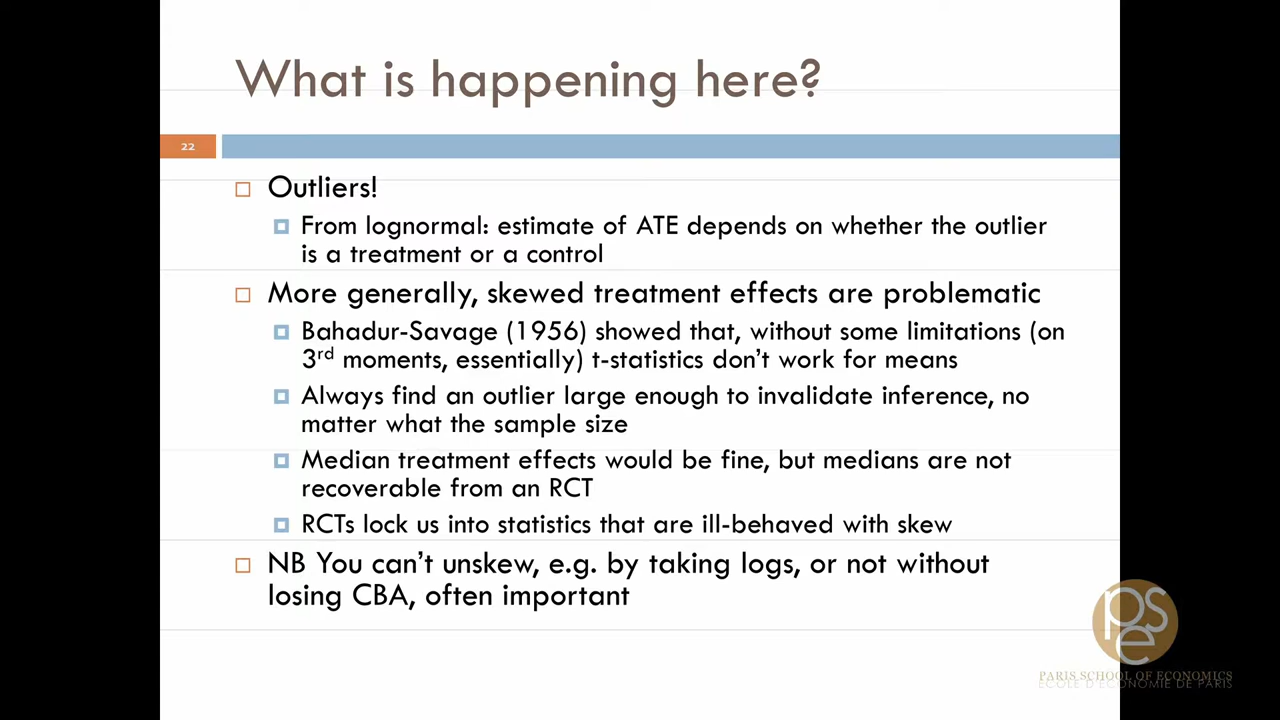 What is happening here?
22
Outliers!
From lognormal: estimate of ATE depends on whether the outlier
is a treatment or a control
More generally, skewed treatment effects are problematic
Bahadur-Savage (1956) showed that, without some limitations (on
3rd moments, essentially) t-statistics don't work for means
Always find an outlier large enough to invalidate inference, no
matter what the sample size
Median treatment effects would be fine, but medians are not
recoverable from an RCT
RCTs lock us into statistics that are ill-behaved with skew
NB You can't unskew, e.g. by taking logs, or not without
losing CBA, often important
pse
PARIS SCHOOL OF ECONOMICS
ECOLE D'ECONOMIE DE PARIS